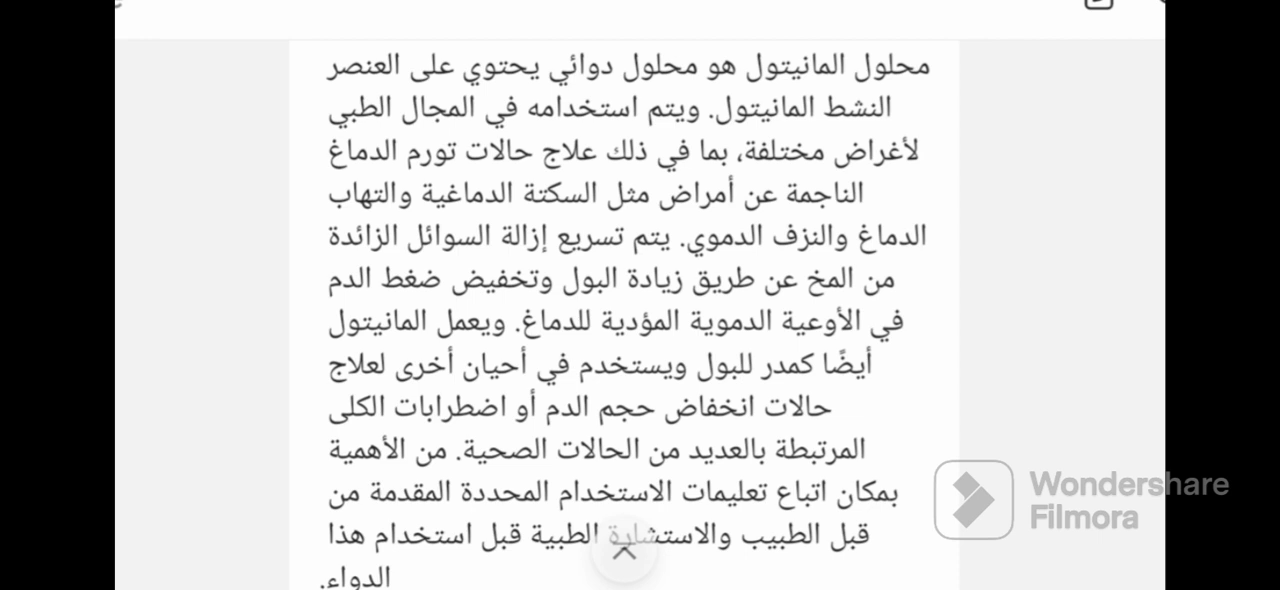 محلول المانيتول هو محلول دوائي يحتوي على العنصر
النشط المانيتول. ويتم استخدامه في المجال الطبي
لأغراض مختلفة، بما في ذلك علاج حالات تورم الدماغ
الناجمة عن أمراض مثل السكتة الدماغية والتهاب
الدماغ والنزف الدموي. يتم تسريع إزالة السوائل الزائدة
من المخ عن طريق زيادة البول وتخفيض ضغط الدم
في الأوعية الدموية المؤدية للدماغ. ويعمل المانيتول
أيضًا كمدر للبول ويستخدم في أحيان أخرى لعلاج
حالات انخفاض حجم الدم أو اضطرابات الكلى
المرتبطة بالعديد من الحالات الصحية. من الأهمية
بمكان اتباع تعليمات الاستخدام المحددة المقدمة من
قبل الطبيب والاستشارة الطبية قبل استخدام هذا
الدواء.
Wondershare
Filmora